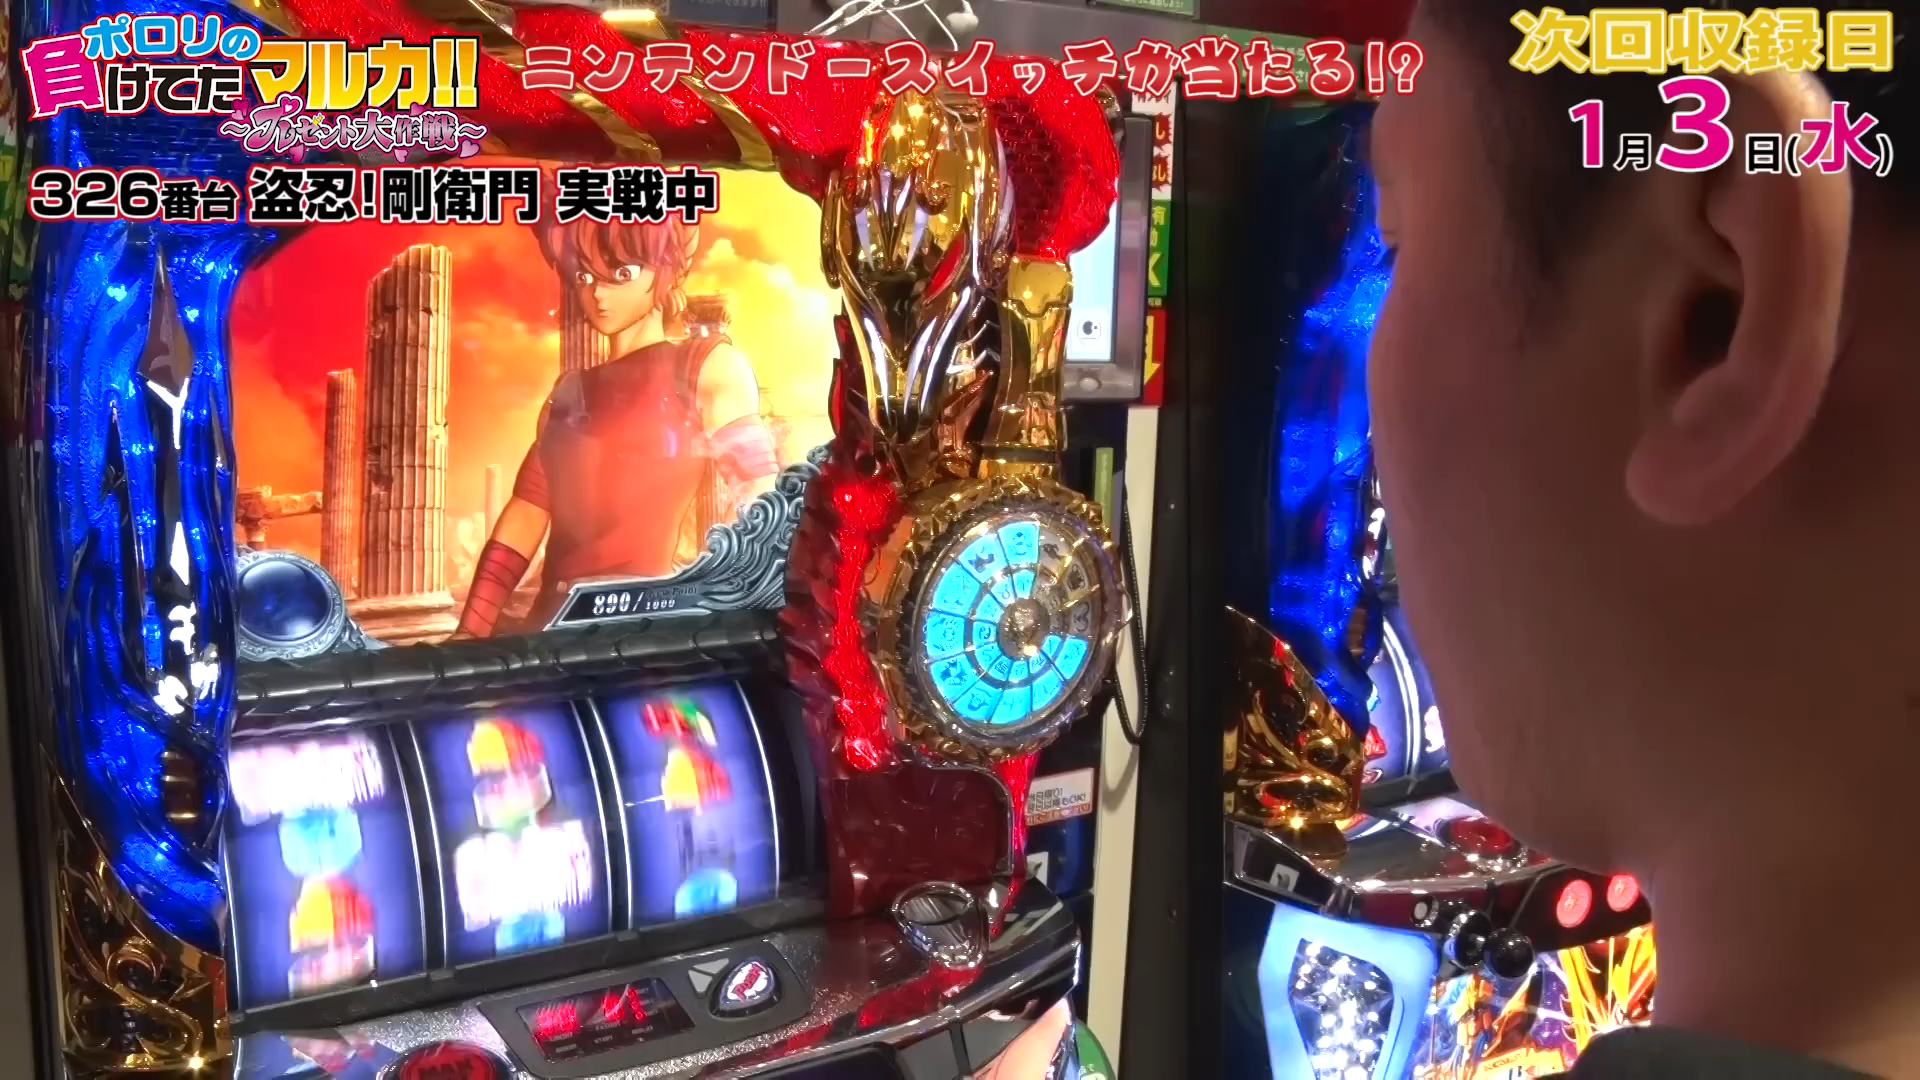 ポロリの
負けてたマルカ!!
～プレゼント大作戦～
ニンテンドースイッチが当たる!?
次回収録日
1月3日(水)
326番台 盗忍!剛衛門 実戦中
890/1000
PUSH